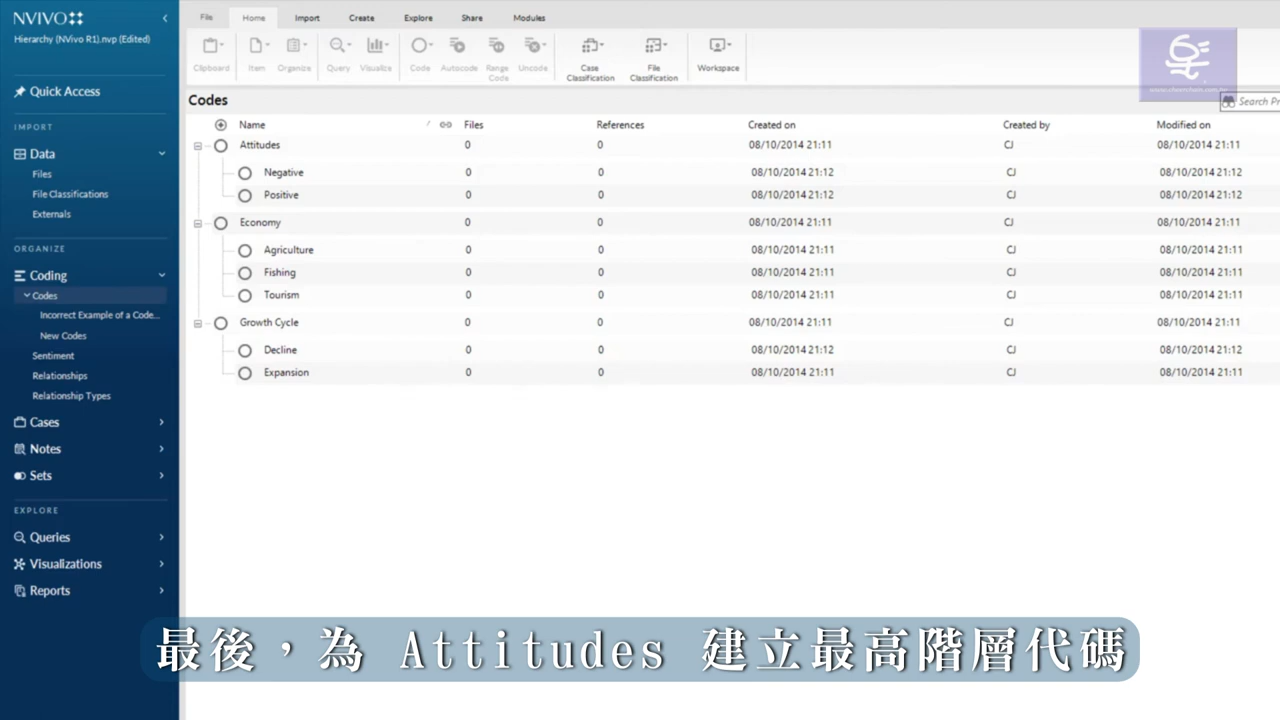 NVIVO
Hierarchy (NVivo R1).nvp (Edited)
File Home Import Create Explore Share Modules
Clipboard Item Organize Query Visualize Code Autocode Range Code Uncode Case Classification File Classification Workspace
Quick Access
IMPORT
Data
Files
File Classifications
Externals
ORGANIZE
Coding
Codes
Incorrect Example of a Code...
New Codes
Sentiment
Relationships
Relationship Types
Cases
Notes
Sets
EXPLORE
Queries
Visualizations
Reports
Codes
Search Pr
Name Files References Created on Created by Modified on
Attitudes 0 0 08/10/2014 21:11 CJ 08/10/2014 21:11
Negative 0 0 08/10/2014 21:12 CJ 08/10/2014 21:12
Positive 0 0 08/10/2014 21:12 CJ 08/10/2014 21:12
Economy 0 0 08/10/2014 21:11 CJ 08/10/2014 21:11
Agriculture 0 0 08/10/2014 21:11 CJ 08/10/2014 21:11
Fishing 0 0 08/10/2014 21:11 CJ 08/10/2014 21:11
Tourism 0 0 08/10/2014 21:11 CJ 08/10/2014 21:11
Growth Cycle 0 0 08/10/2014 21:11 CJ 08/10/2014 21:11
Decline 0 0 08/10/2014 21:12 CJ 08/10/2014 21:12
Expansion 0 0 08/10/2014 21:11 CJ 08/10/2014 21:11
最後，為 Attitudes 建立最高階層代碼